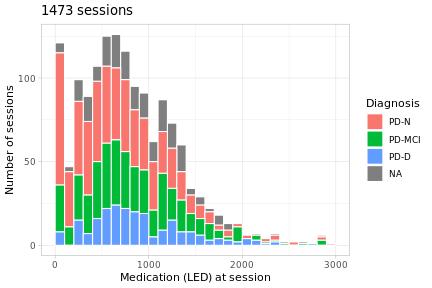 1473 sessions
100
50
0
Number of sessions
0
1000
2000
3000
Medication (LED) at session
Diagnosis
PD-N
PD-MCI
PD-D
NA